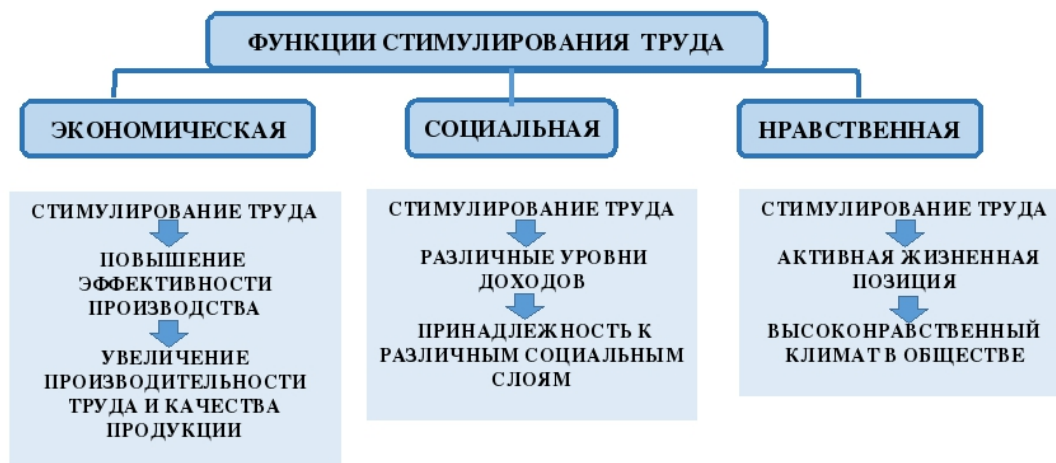 ФУНКЦИИ СТИМУЛИРОВАНИЯ ТРУДА
ЭКОНОМИЧЕСКАЯ
СОЦИАЛЬНАЯ
НРАВСТВЕННАЯ
СТИМУЛИРОВАНИЕ ТРУДА
ПОВЫШЕНИЕ
ЭФФЕКТИВНОСТИ
ПРОИЗВОДСТВА
УВЕЛИЧЕНИЕ
ПРОИЗВОДИТЕЛЬНОСТИ
ТРУДА И КАЧЕСТВА
ПРОДУКЦИИ
СТИМУЛИРОВАНИЕ ТРУДА
РАЗЛИЧНЫЕ УРОВНИ
ДОХОДОВ
ПРИНАДЛЕЖНОСТЬ К
РАЗЛИЧНЫМ СОЦИАЛЬНЫМ
СЛОЯМ
СТИМУЛИРОВАНИЕ ТРУДА
АКТИВНАЯ ЖИЗНЕННАЯ
ПОЗИЦИЯ
ВЫСОКОНРАВСТВЕННЫЙ
КЛИМАТ В ОБЩЕСТВЕ